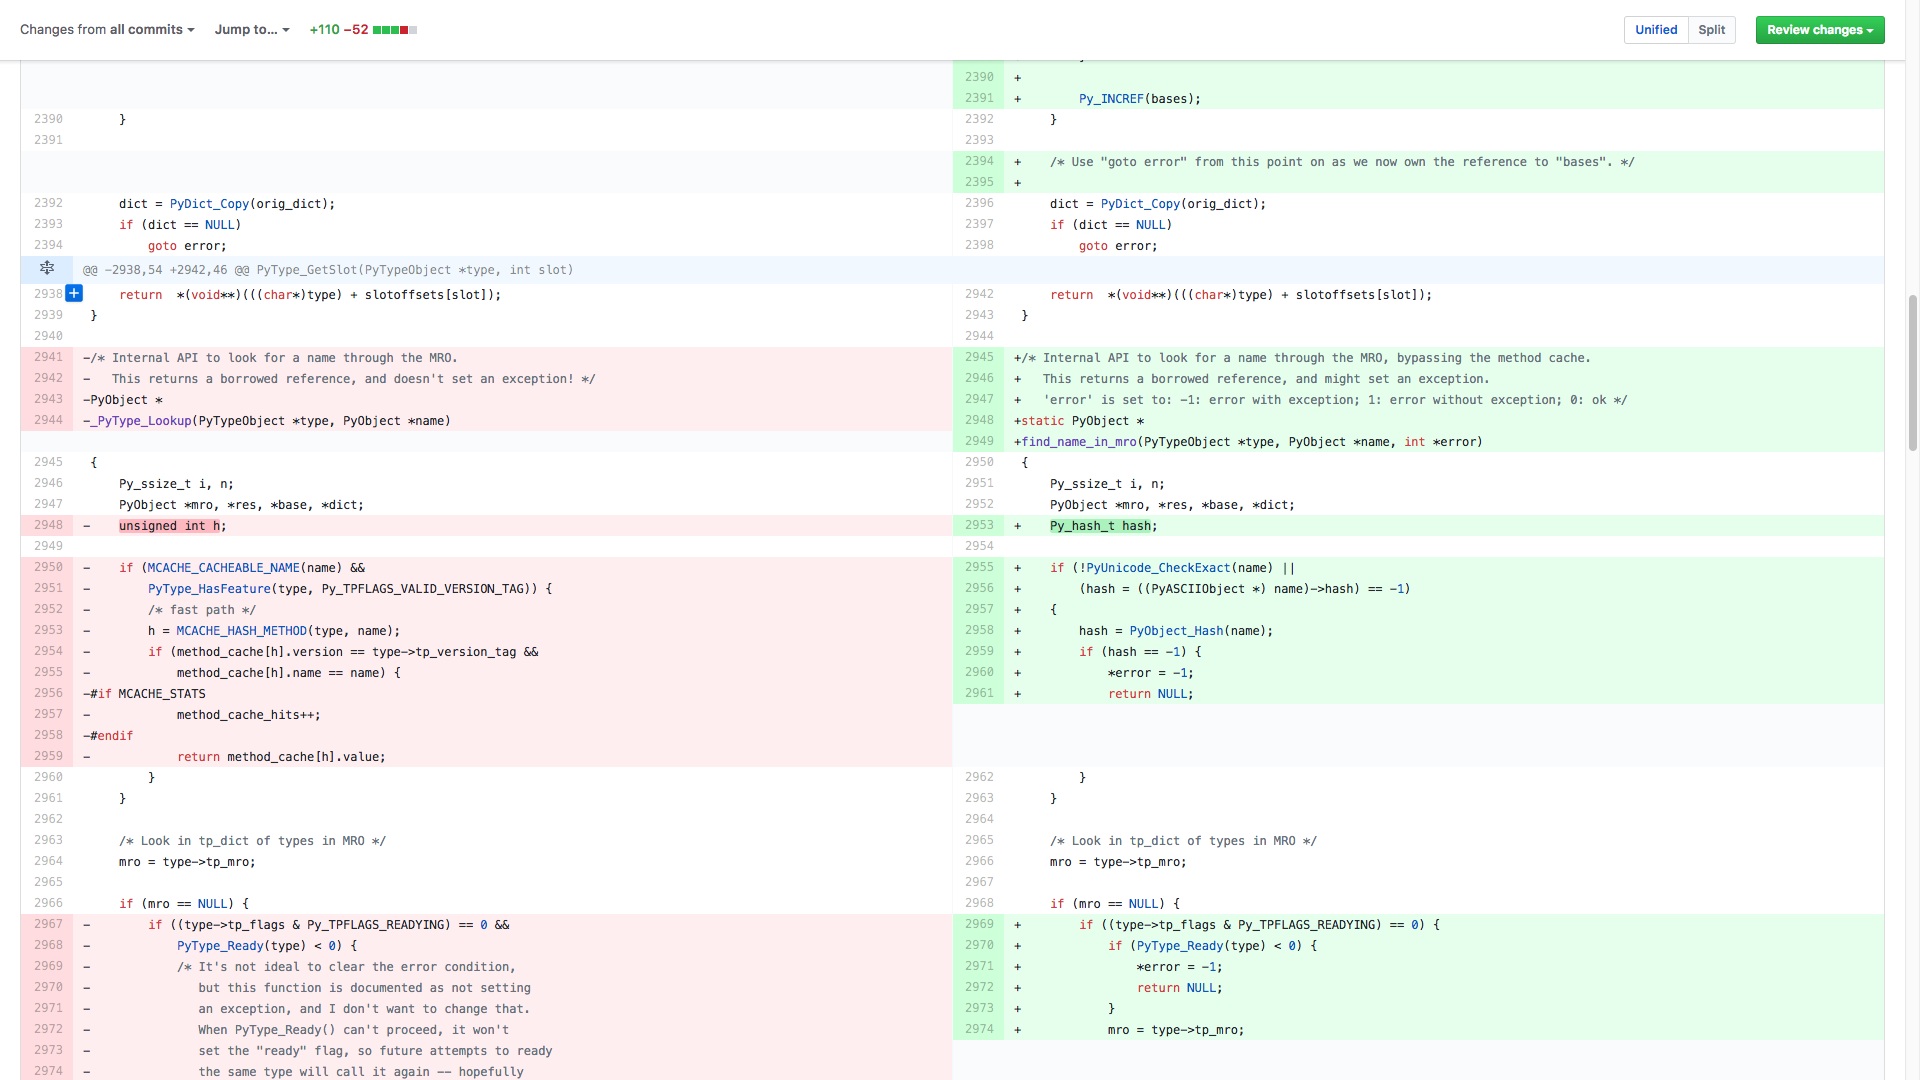 Changes from all commits Jump to... +110 −52 Unified Split Review changes
2390 +
2391 + Py_INCREF(bases);
2390 } 2392 }
2391 2393
2394 + /* Use "goto error" from this point on as we now own the reference to "bases". */
2395 +
2392 dict = PyDict_Copy(orig_dict); 2396 dict = PyDict_Copy(orig_dict);
2393 if (dict == NULL) 2397 if (dict == NULL)
2394 goto error; 2398 goto error;
@@ -2938,54 +2942,46 @@ PyType_GetSlot(PyTypeObject *type, int slot)
2938 + return *(void**)(((char*)type) + slotoffsets[slot]); 2942 return *(void**)(((char*)type) + slotoffsets[slot]);
2939 } 2943 }
2940 2944
2941 -/* Internal API to look for a name through the MRO. 2945 +/* Internal API to look for a name through the MRO, bypassing the method cache.
2942 - This returns a borrowed reference, and doesn't set an exception! */ 2946 + This returns a borrowed reference, and might set an exception.
2943 -PyObject * 2947 + 'error' is set to: -1: error with exception; 1: error without exception; 0: ok */
2944 -_PyType_Lookup(PyTypeObject *type, PyObject *name) 2948 +static PyObject *
2949 +find_name_in_mro(PyTypeObject *type, PyObject *name, int *error)
2945 { 2950 {
2946 Py_ssize_t i, n; 2951 Py_ssize_t i, n;
2947 PyObject *mro, *res, *base, *dict; 2952 PyObject *mro, *res, *base, *dict;
2948 - unsigned int h; 2953 + Py_hash_t hash;
2949 2954
2950 - if (MCACHE_CACHEABLE_NAME(name) && 2955 + if (!PyUnicode_CheckExact(name) ||
2951 - PyType_HasFeature(type, Py_TPFLAGS_VALID_VERSION_TAG)) { 2956 + (hash = ((PyASCIIObject *) name)->hash) == -1)
2952 - /* fast path */ 2957 + {
2953 - h = MCACHE_HASH_METHOD(type, name); 2958 + hash = PyObject_Hash(name);
2954 - if (method_cache[h].version == type->tp_version_tag && 2959 + if (hash == -1) {
2955 - method_cache[h].name == name) { 2960 + *error = -1;
2956 -#if MCACHE_STATS 2961 + return NULL;
2957 - method_cache_hits++;
2958 -#endif
2959 - return method_cache[h].value;
2960 } 2962 }
2961 } 2963 }
2962 2964
2963 /* Look in tp_dict of types in MRO */ 2965 /* Look in tp_dict of types in MRO */
2964 mro = type->tp_mro; 2966 mro = type->tp_mro;
2965 2967
2966 if (mro == NULL) { 2968 if (mro == NULL) {
2967 - if ((type->tp_flags & Py_TPFLAGS_READYING) == 0 && 2969 + if ((type->tp_flags & Py_TPFLAGS_READYING) == 0) {
2968 - PyType_Ready(type) < 0) { 2970 + if (PyType_Ready(type) < 0) {
2969 - /* It's not ideal to clear the error condition, 2971 + *error = -1;
2970 - but this function is documented as not setting 2972 + return NULL;
2971 - an exception, and I don't want to change that. 2973 + }
2972 - When PyType_Ready() can't proceed, it won't 2974 + mro = type->tp_mro;
2973 - set the "ready" flag, so future attempts to ready
2974 - the same type will call it again -- hopefully